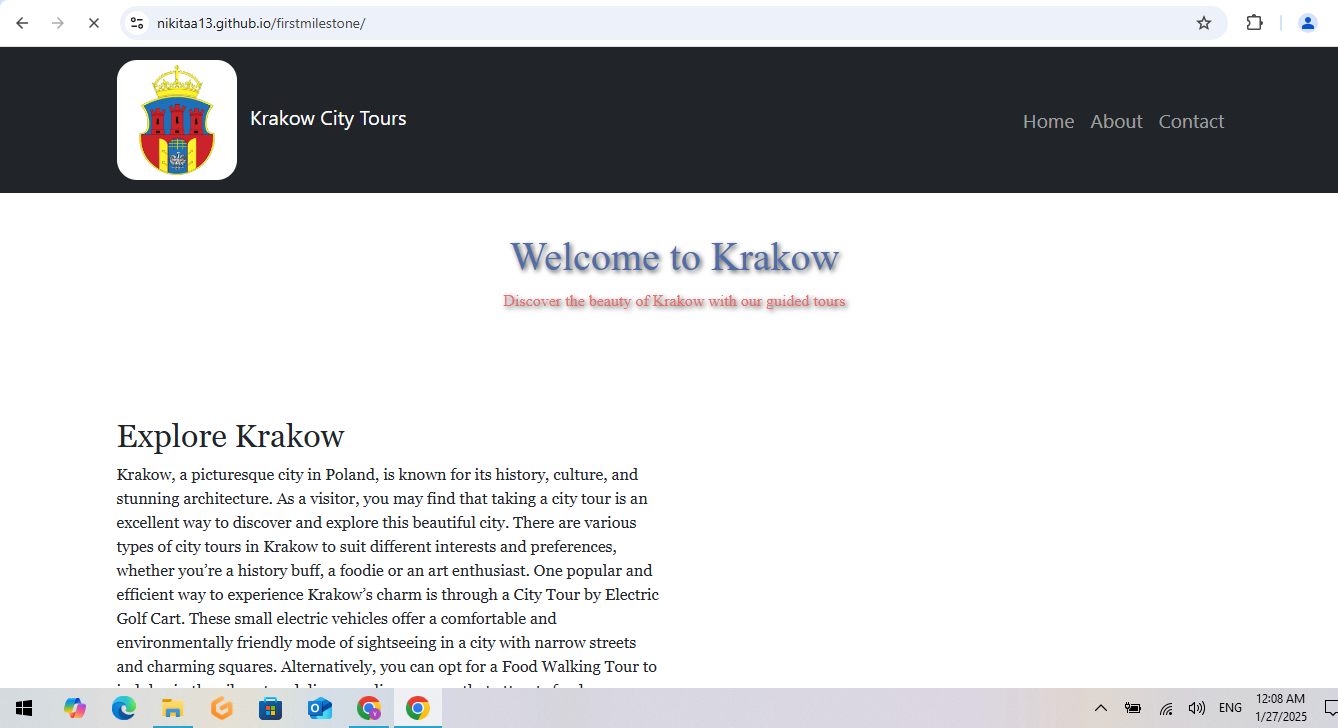 nikitaa13.github.io/firstmilestone/
Krakow City Tours
Home About Contact
Welcome to Krakow
Discover the beauty of Krakow with our guided tours
Explore Krakow
Krakow, a picturesque city in Poland, is known for its history, culture, and
stunning architecture. As a visitor, you may find that taking a city tour is an
excellent way to discover and explore this beautiful city. There are various
types of city tours in Krakow to suit different interests and preferences,
whether you’re a history buff, a foodie or an art enthusiast. One popular and
efficient way to experience Krakow’s charm is through a City Tour by Electric
Golf Cart. These small electric vehicles offer a comfortable and
environmentally friendly mode of sightseeing in a city with narrow streets
and charming squares. Alternatively, you can opt for a Food Walking Tour to
ENG
12:08 AM
1/27/2025